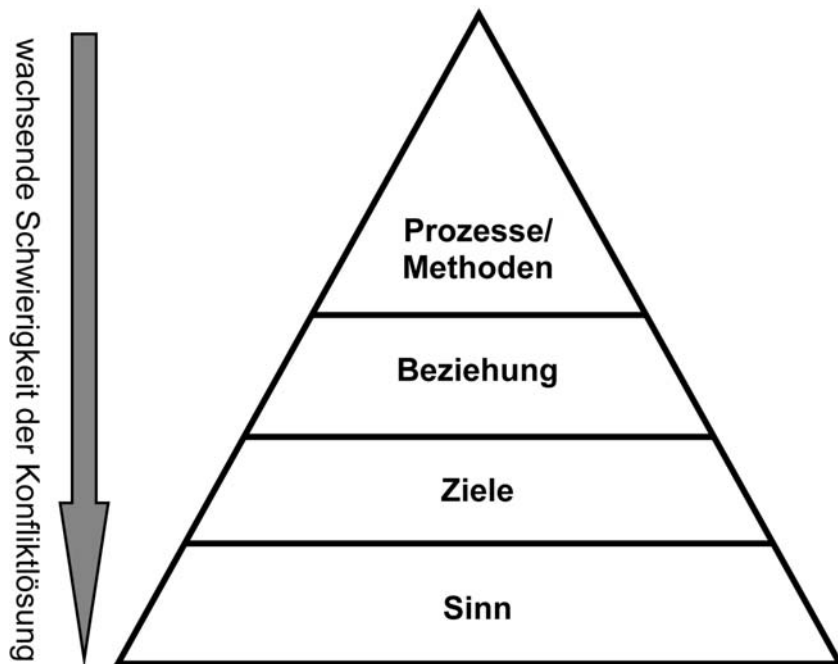 wachsende Schwierigkeit der Konfliktlösung
Prozesse/
Methoden
Beziehung
Ziele
Sinn